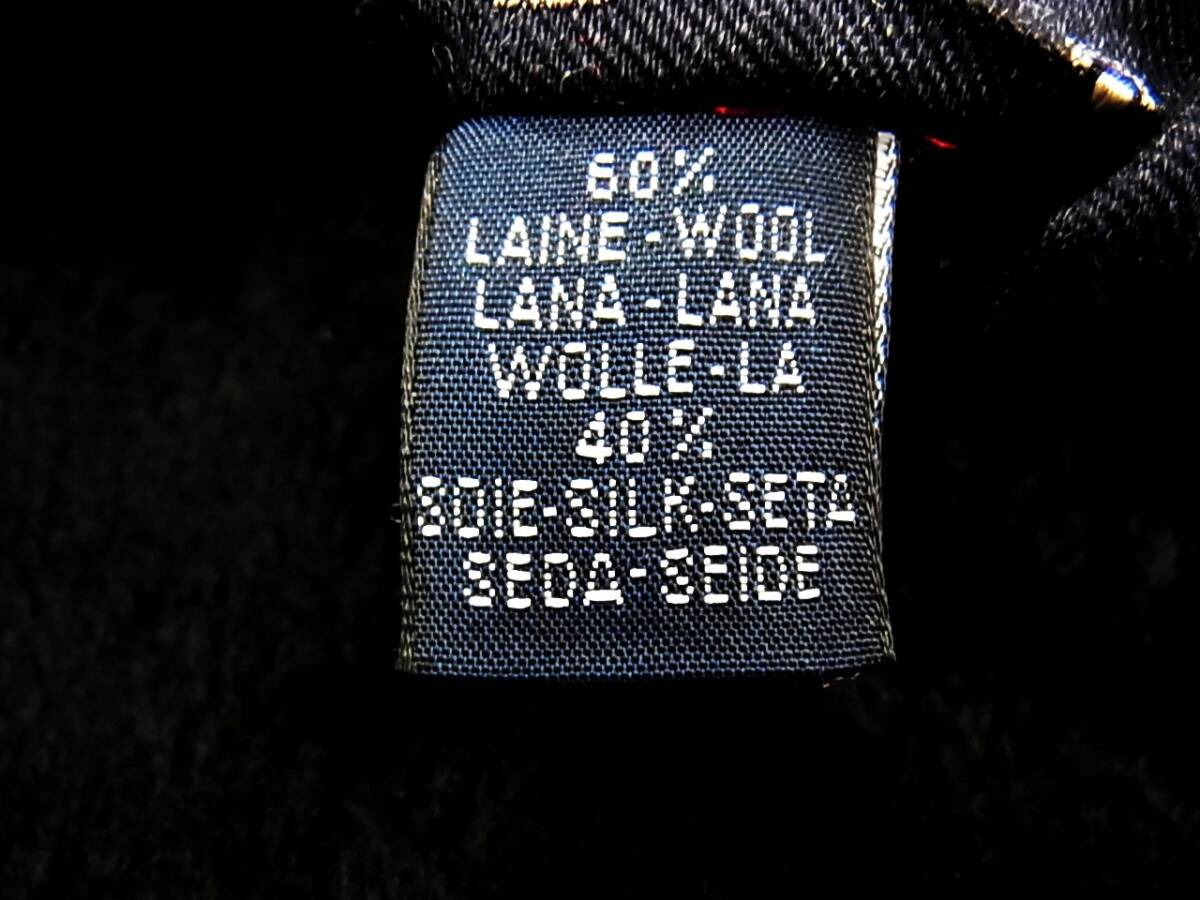 60%
LAINE-WOOL
LANA-LANA
WOLLE-LA
40%
SOIE-SILK-SETA
SEDA-SEIDE